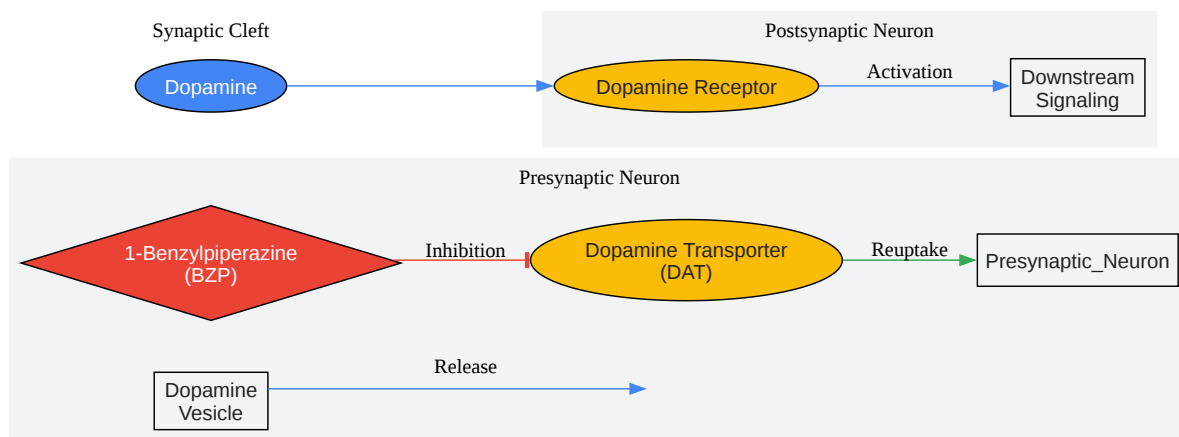 Synaptic Cleft
Postsynaptic Neuron
Dopamine
Dopamine Receptor
Activation
Downstream
Signaling
Presynaptic Neuron
1-Benzylpiperazine
(BZP)
Inhibition
Dopamine Transporter
(DAT)
Reuptake
Presynaptic_Neuron
Release
Dopamine
Vesicle